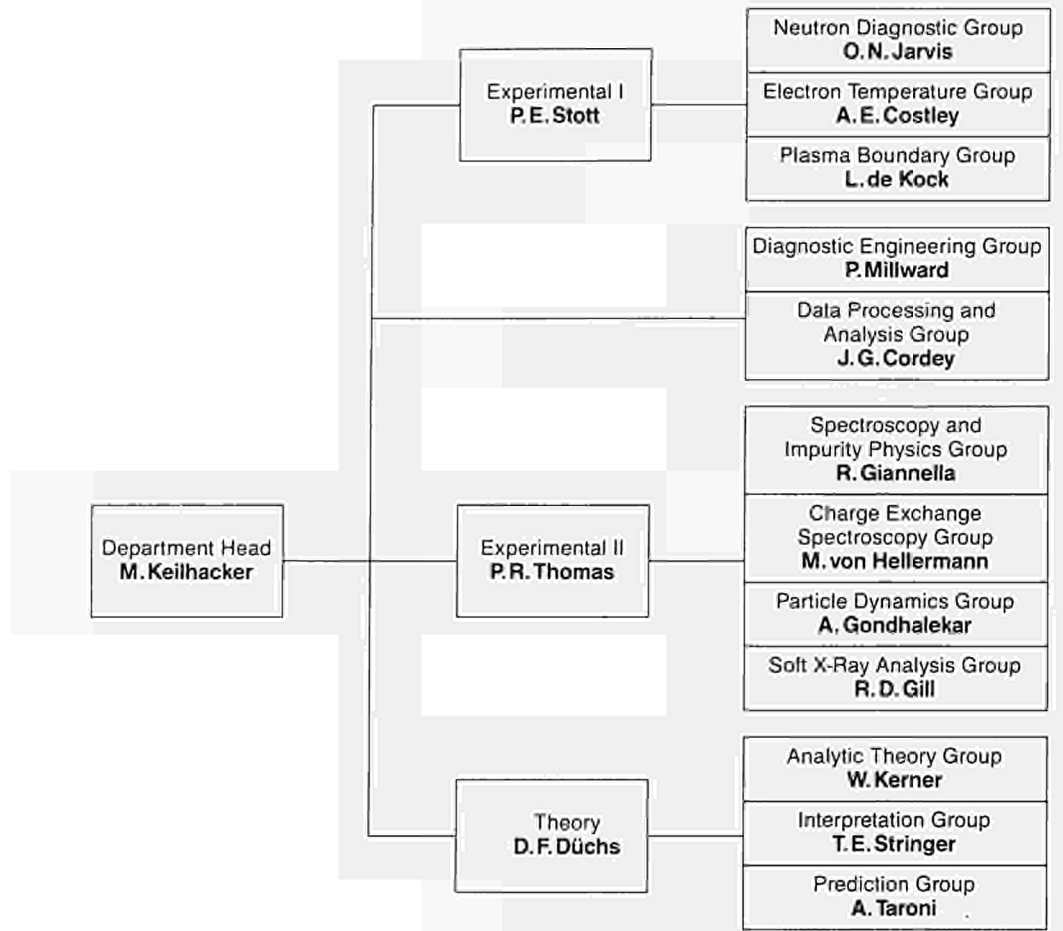 Neutron Diagnostic Group
O.N. Jarvis
Experimental I
P.E. Stott
Electron Temperature Group
A.E. Costley
Plasma Boundary Group
L. de Kock
Diagnostic Engineering Group
P. Millward
Data Processing and
Analysis Group
J.G. Cordey
Spectroscopy and
Impurity Physics Group
R. Giannella
Department Head
M. Keilhacker
Experimental II
P.R. Thomas
Charge Exchange
Spectroscopy Group
M. von Hellermann
Particle Dynamics Group
A. Gondhalekar
Soft X-Ray Analysis Group
R. D. Gill
Theory
D. F. Düchs
Analytic Theory Group
W. Kerner
Interpretation Group
T. E. Stringer
Prediction Group
A. Taroni